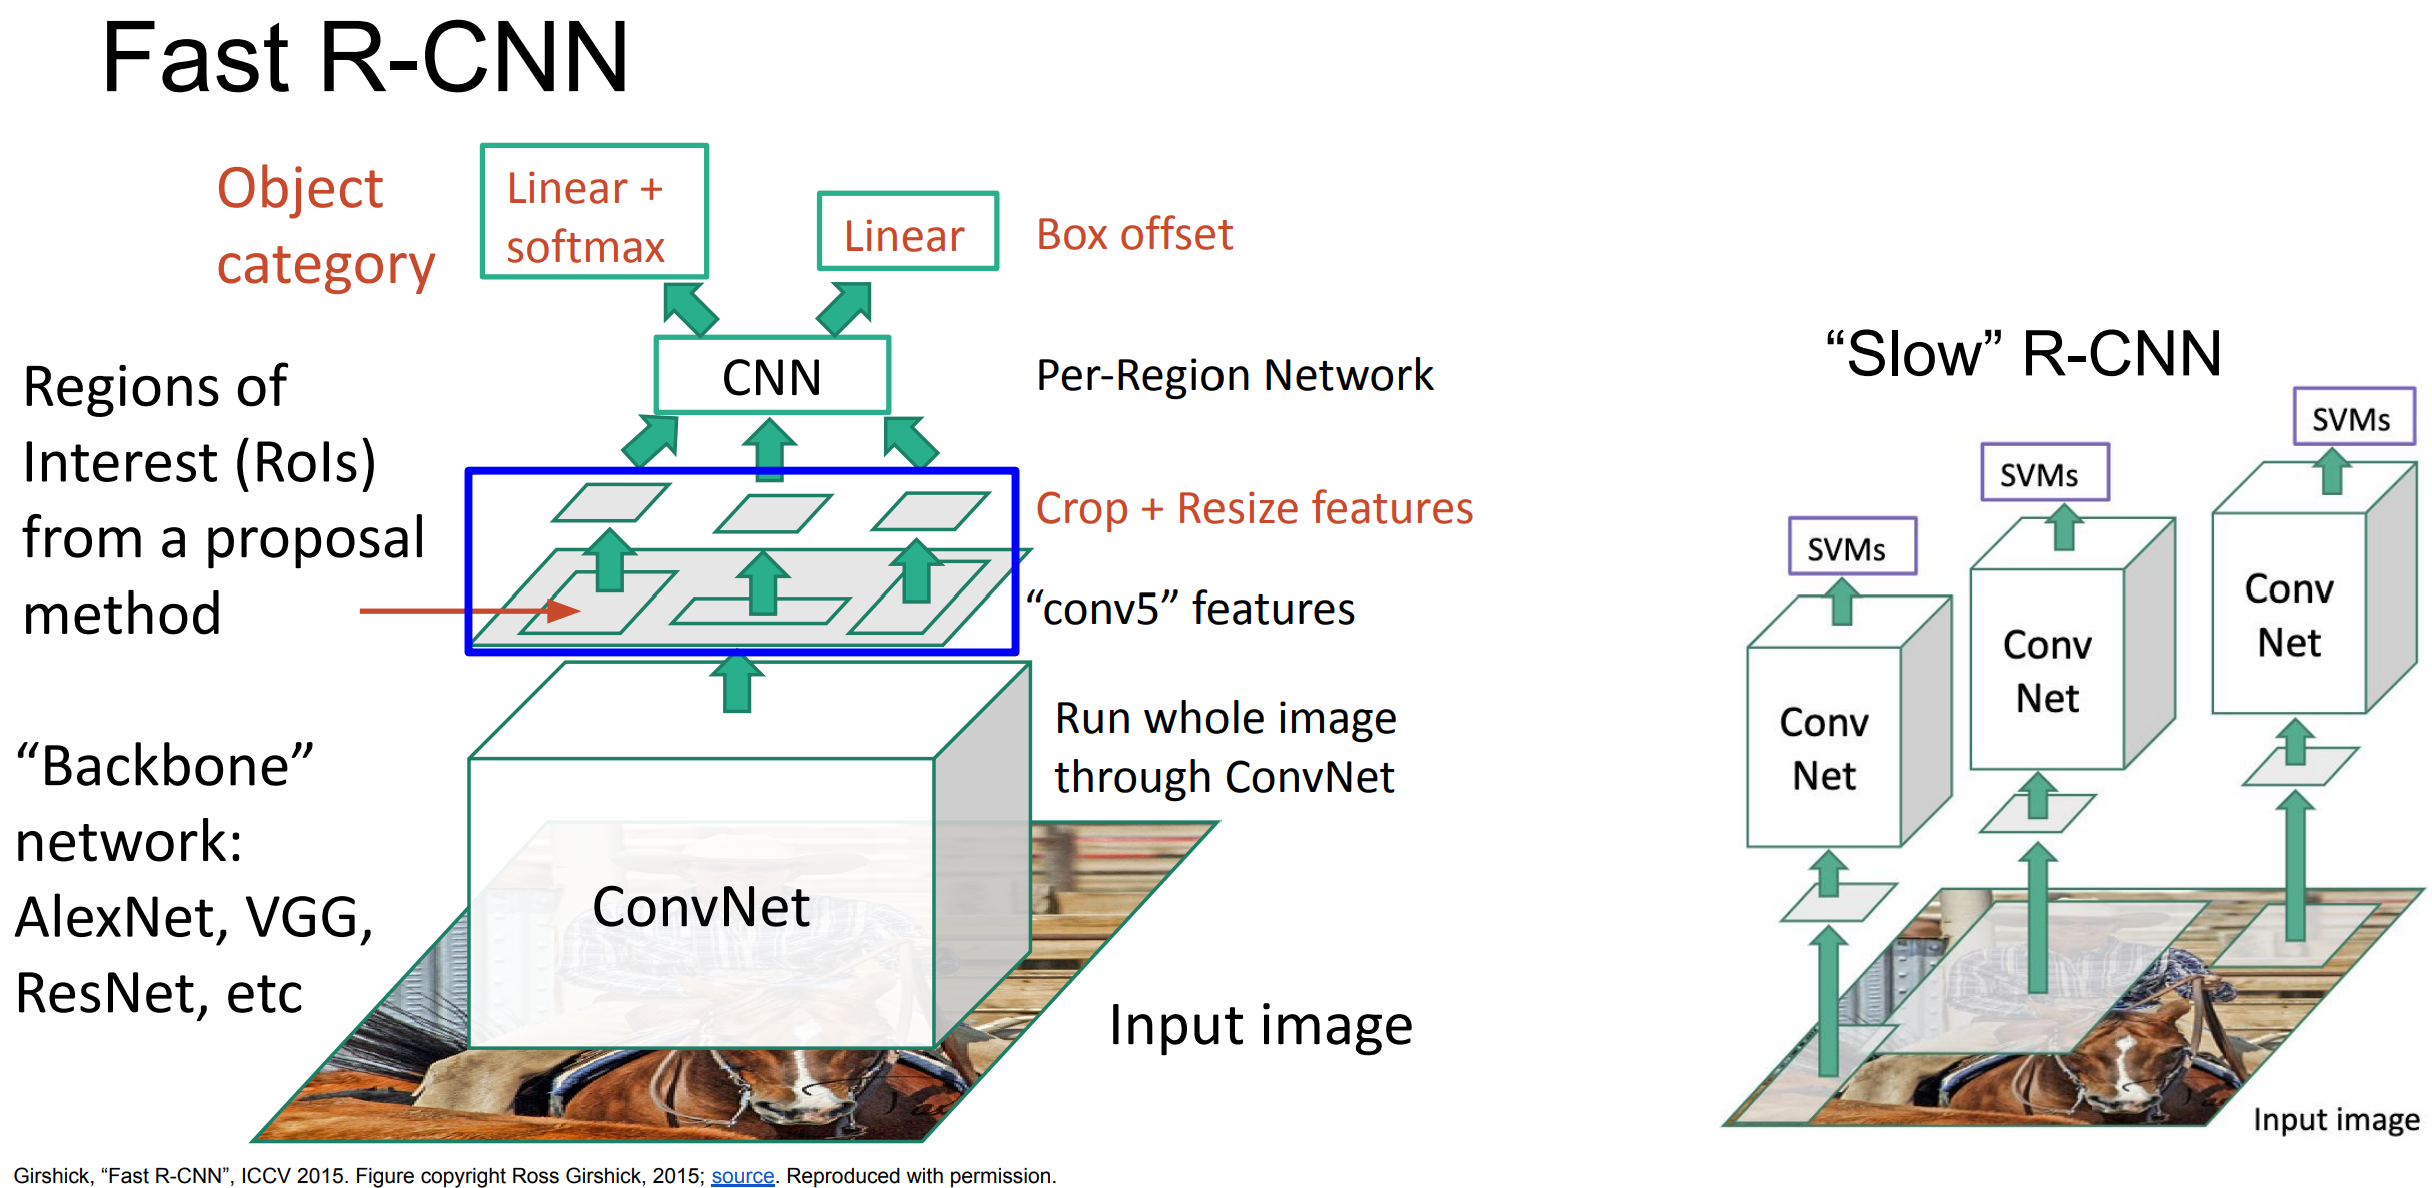 Fast R-CNN
Object
category
Linear +
softmax
Linear
Box offset
CNN
Per-Region Network
Regions of
Interest (RoIs)
from a proposal
method
Crop + Resize features
“conv5” features
“Backbone”
network:
AlexNet, VGG,
ResNet, etc
Run whole image
through ConvNet
ConvNet
Input image
“Slow” R-CNN
SVMs
SVMs
SVMs
Conv
Net
Conv
Net
Conv
Net
Input image
Girshick, “Fast R-CNN”, ICCV 2015. Figure copyright Ross Girshick, 2015; source. Reproduced with permission.